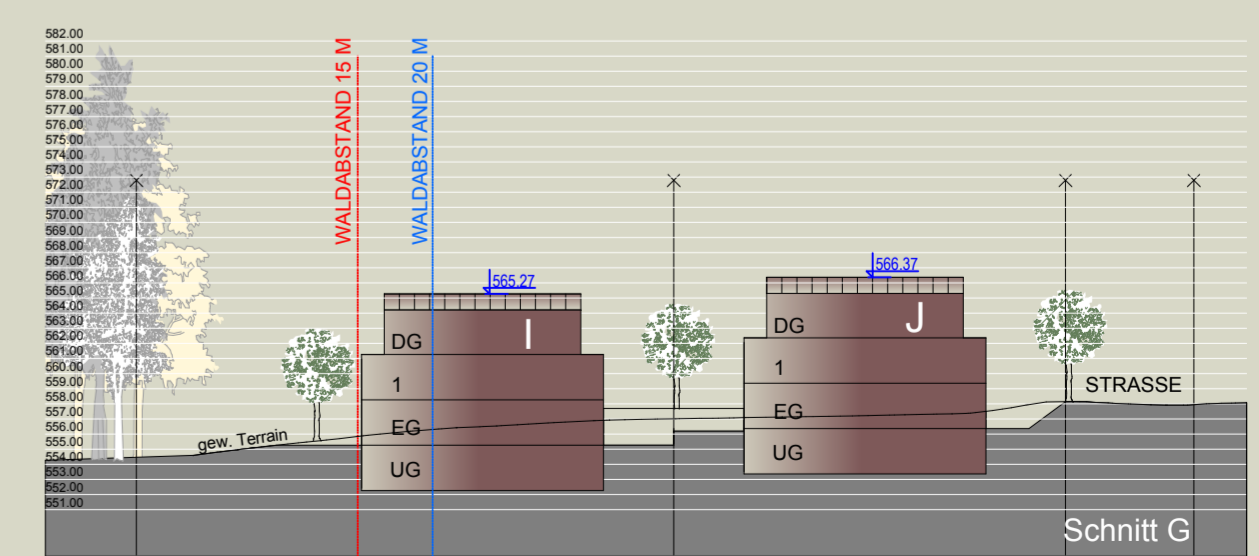 582.00
581.00
580.00
579.00
578.00
577.00
576.00
575.00
574.00
573.00
572.00
571.00
570.00
569.00
568.00
567.00
566.00
565.00
564.00
563.00
562.00
561.00
560.00
559.00
558.00
557.00
556.00
555.00
554.00
553.00
552.00
551.00
WALDABSTAND 15 M
WALDABSTAND 20 M
gew. Terrain
565.27
I
DG
1
EG
UG
566.37
J
DG
1
EG
UG
STRASSE
Schnitt G